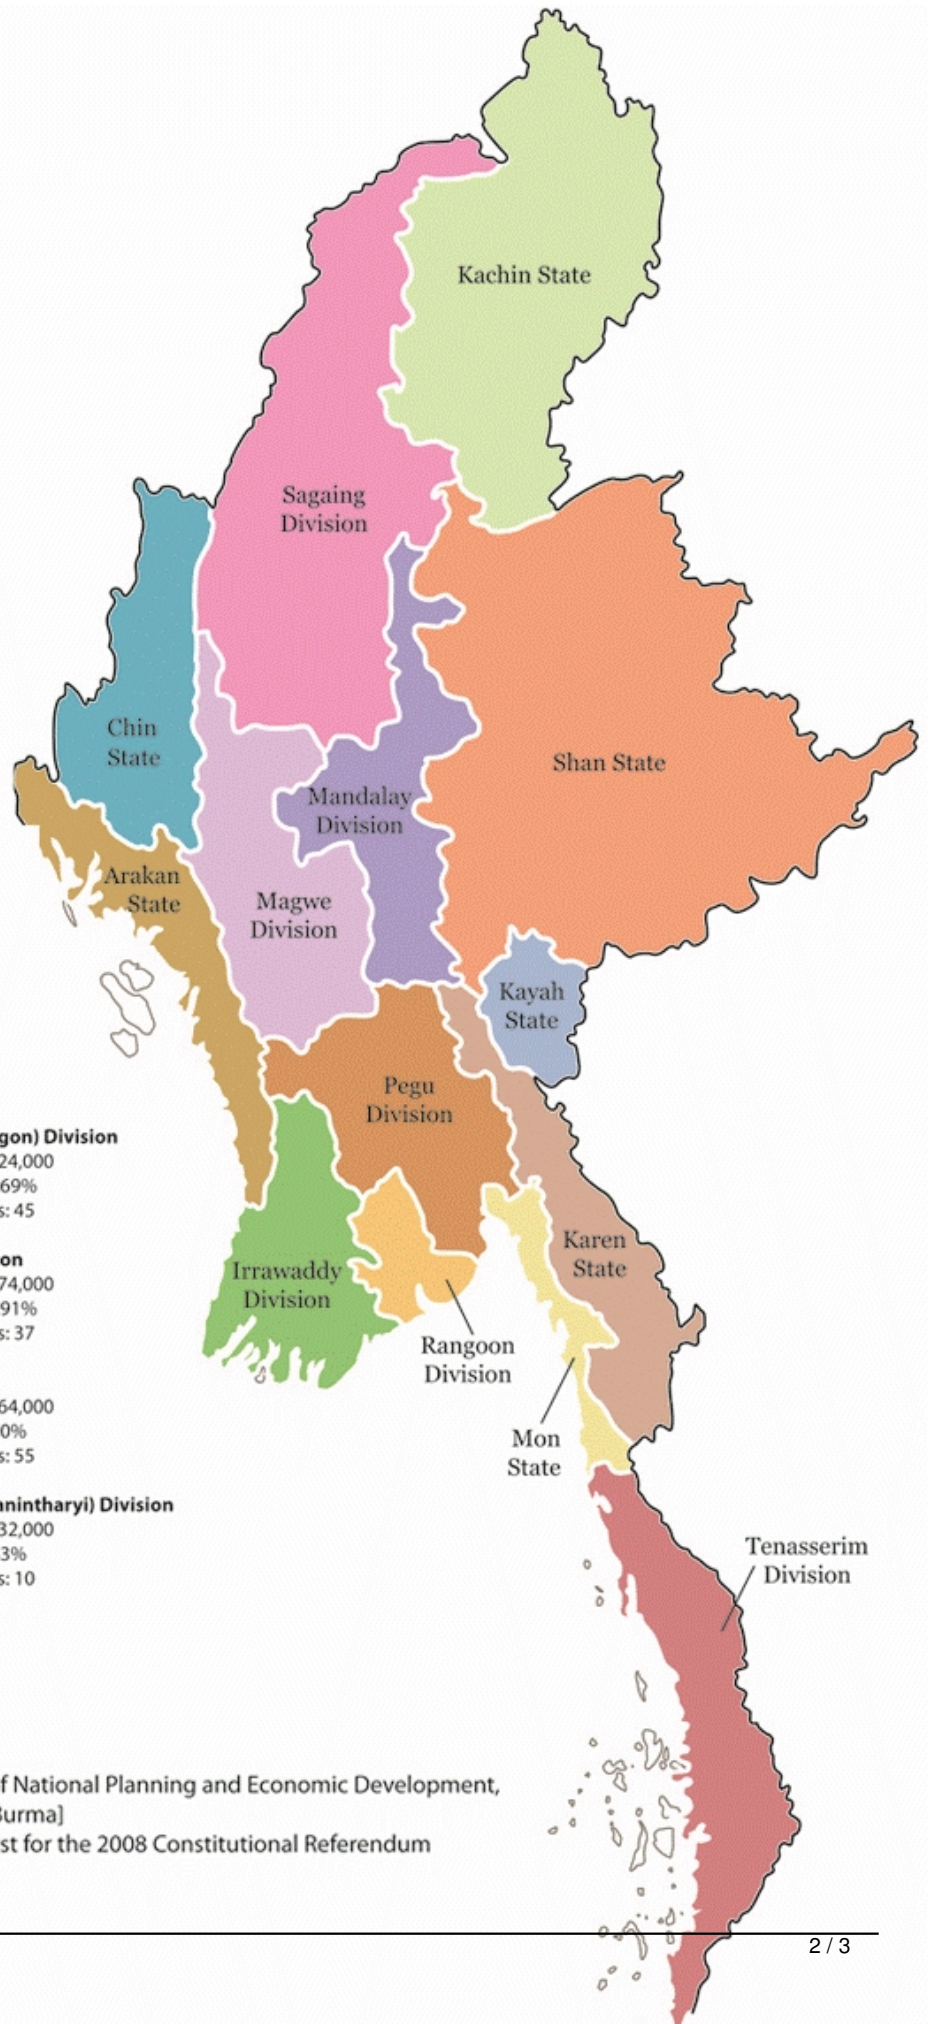 Kachin State
Sagaing
Division
Chin
State
Shan State
Mandalay
Division
Arakan
State
Magwe
Division
Kayah
State
Pegu
Division
gon) Division
24,000
69%
s: 45
Karen
State
on
74,000
91%
s: 37
Irrawaddy
Division
Rangoon
Division
64,000
0%
s: 55
Mon
State
anintharyi) Division
32,000
3%
s: 10
Tenasserim
Division
f National Planning and Economic Development,
Burma]
st for the 2008 Constitutional Referendum
2 / 3